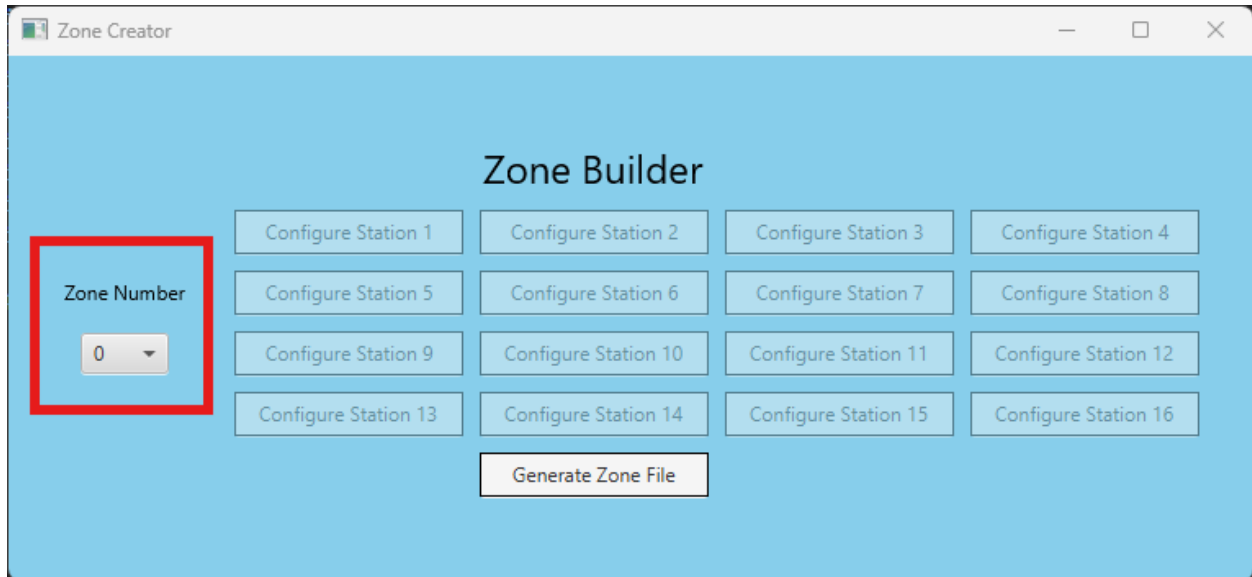 Zone Creator
Zone Builder
Zone Number
0
Configure Station 1
Configure Station 2
Configure Station 3
Configure Station 4
Configure Station 5
Configure Station 6
Configure Station 7
Configure Station 8
Configure Station 9
Configure Station 10
Configure Station 11
Configure Station 12
Configure Station 13
Configure Station 14
Configure Station 15
Configure Station 16
Generate Zone File